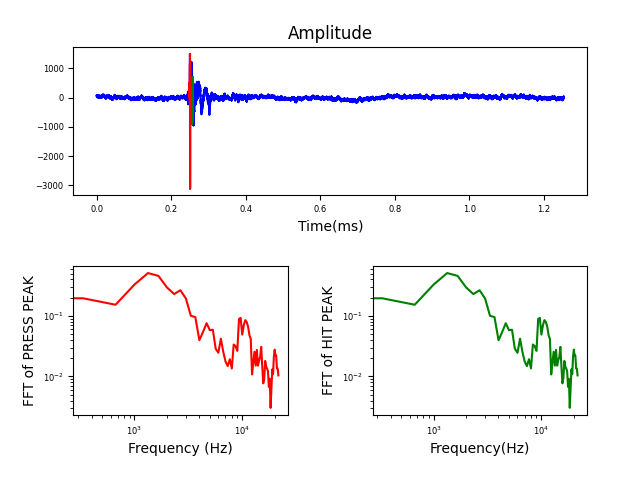 Amplitude
1000
0
−1000
−2000
−3000
0.0 0.2 0.4 0.6 0.8 1.0 1.2
Time(ms)
FFT of PRESS PEAK
10⁻¹
10⁻²
10³ 10⁴
Frequency (Hz)
FFT of HIT PEAK
10⁻¹
10⁻²
10³ 10⁴
Frequency(Hz)